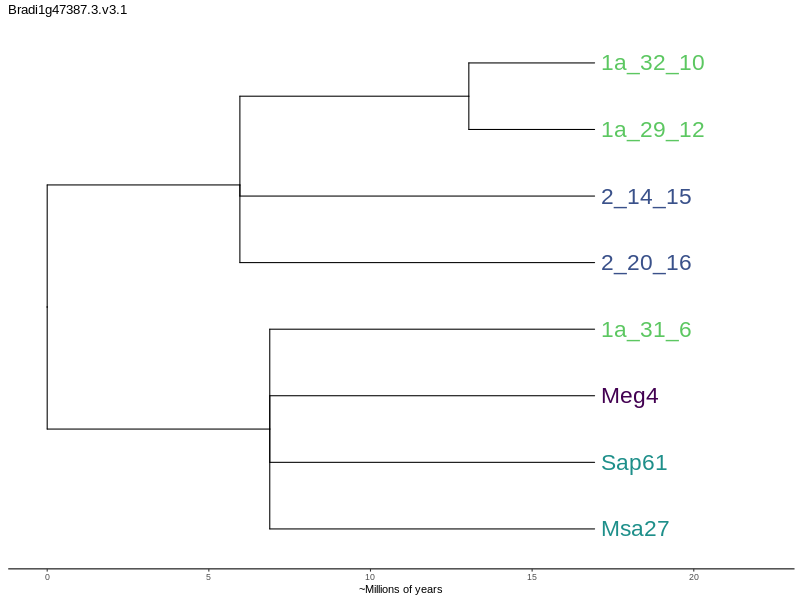 Bradi1g47387.3.v3.1
1a_32_10
1a_29_12
2_14_15
2_20_16
1a_31_6
Meg4
Sap61
Msa27
0 5 10 15 20
~Millions of years